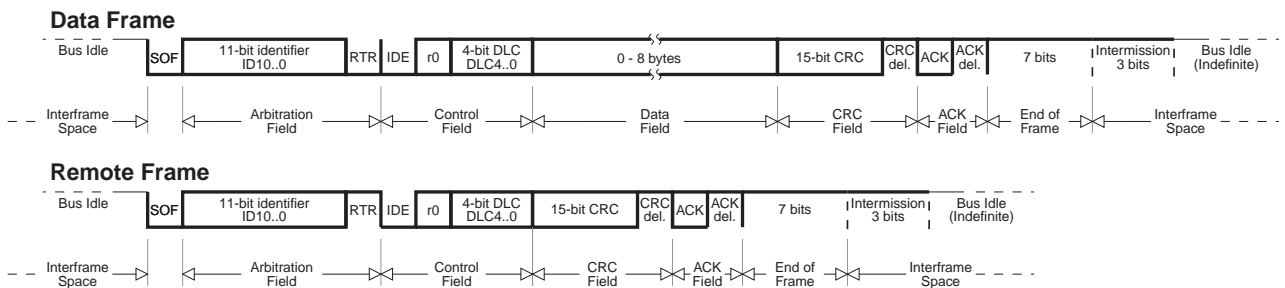 Data Frame
Bus Idle
SOF
11-bit identifier
ID10..0
RTR
IDE
r0
4-bit DLC
DLC4..0
0 - 8 bytes
15-bit CRC
CRC
del.
ACK
ACK
del.
7 bits
Intermission
3 bits
Bus Idle
(Indefinite)
Interframe
Space
Arbitration
Field
Control
Field
Data
Field
CRC
Field
ACK
Field
End of
Frame
Interframe
Space
Remote Frame
Bus Idle
SOF
11-bit identifier
ID10..0
RTR
IDE
r0
4-bit DLC
DLC4..0
15-bit CRC
CRC
del.
ACK
ACK
del.
7 bits
Intermission
3 bits
Bus Idle
(Indefinite)
Interframe
Space
Arbitration
Field
Control
Field
CRC
Field
ACK
Field
End of
Frame
Interframe
Space